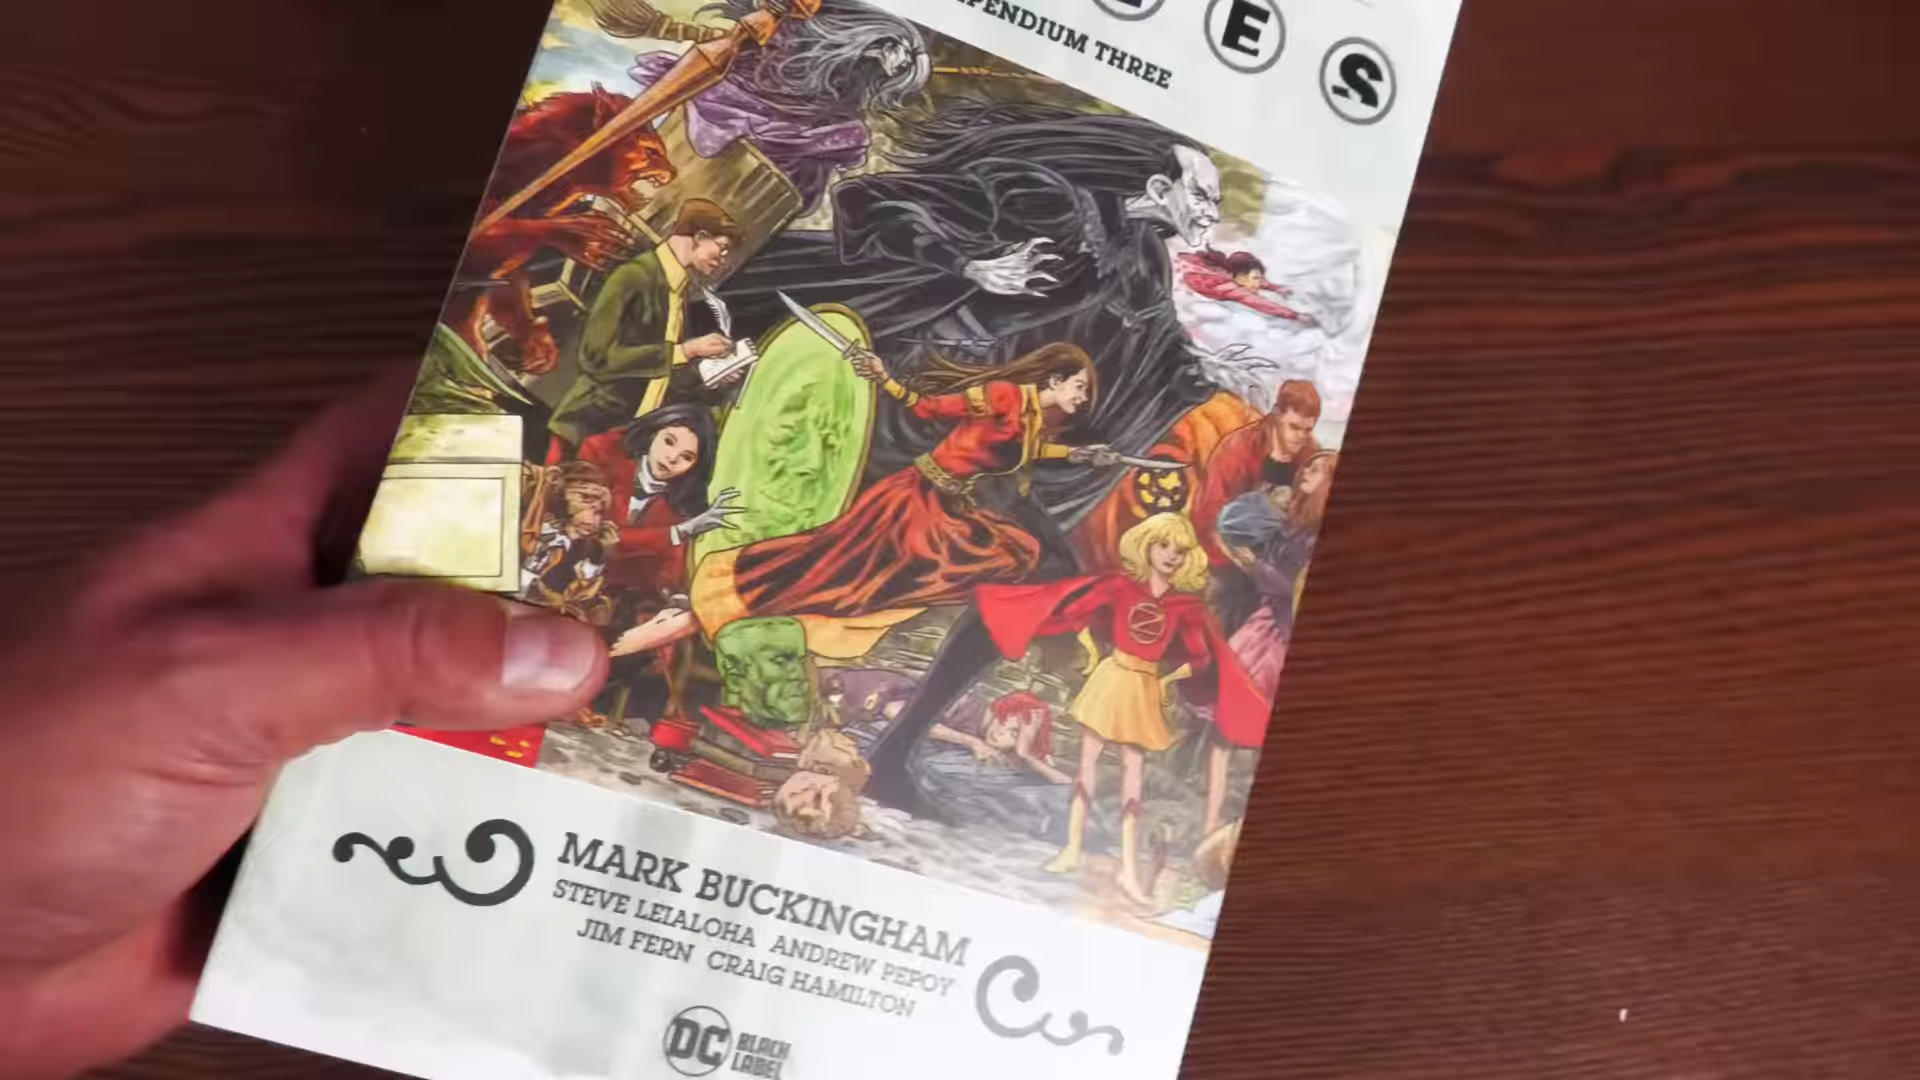 E S
PENDIUM THREE
MARK BUCKINGHAM
STEVE LEIALOHA ANDREW PEPOY
JIM FERN CRAIG HAMILTON
DC BLACK
LABEL